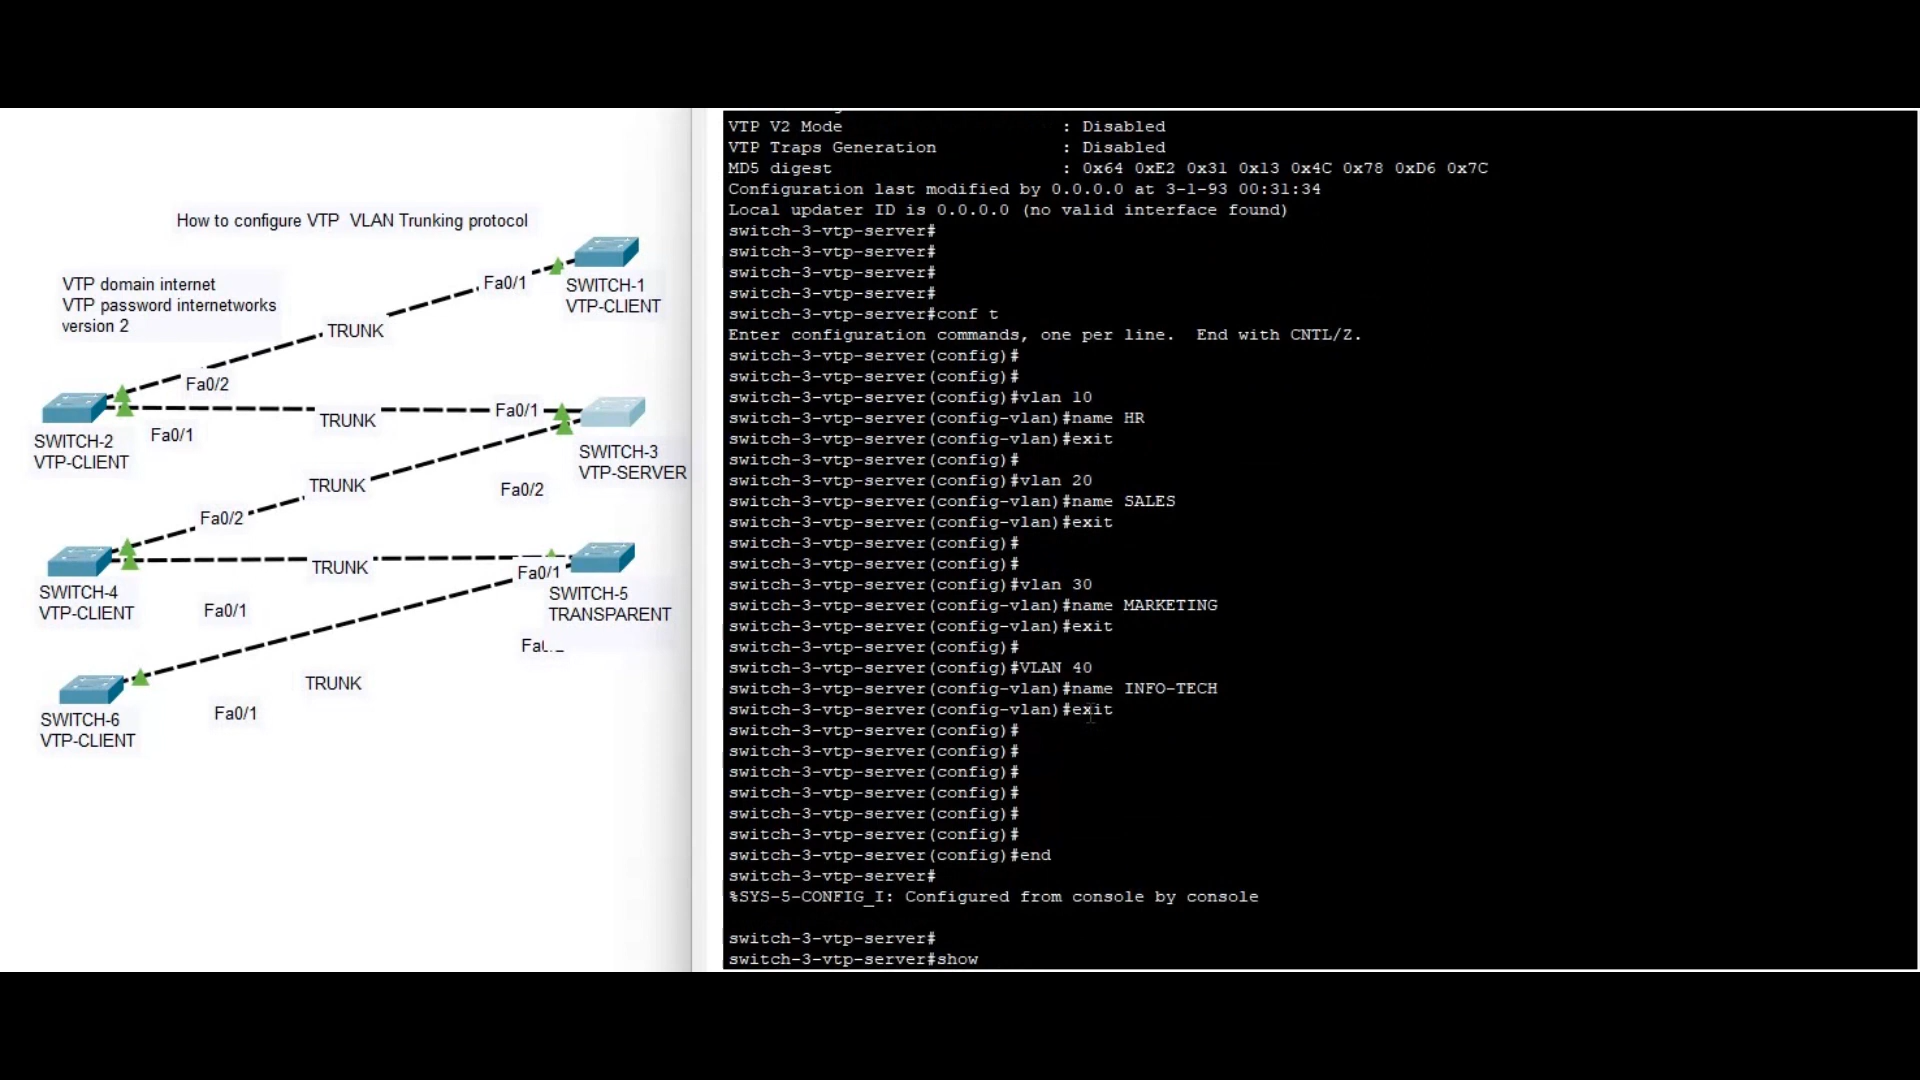 How to configure VTP  VLAN Trunking protocol
VTP domain internet
VTP password internetworks
version 2
Fa0/1
SWITCH-1
VTP-CLIENT
TRUNK
Fa0/2
SWITCH-2
VTP-CLIENT
Fa0/1
TRUNK
Fa0/1
SWITCH-3
VTP-SERVER
TRUNK
Fa0/2
Fa0/2
SWITCH-4
VTP-CLIENT
TRUNK
Fa0/1
Fa0/1
SWITCH-5
TRANSPARENT
TRUNK
SWITCH-6
VTP-CLIENT
Fa0/1
VTP V2 Mode                     : Disabled
VTP Traps Generation            : Disabled
MD5 digest                      : 0x64 0xE2 0x31 0x13 0x4C 0x78 0xD6 0x7C
Configuration last modified by 0.0.0.0 at 3-1-93 00:31:34
Local updater ID is 0.0.0.0 (no valid interface found)
switch-3-vtp-server#
switch-3-vtp-server#
switch-3-vtp-server#
switch-3-vtp-server#
switch-3-vtp-server#conf t
Enter configuration commands, one per line.  End with CNTL/Z.
switch-3-vtp-server(config)#
switch-3-vtp-server(config)#
switch-3-vtp-server(config)#vlan 10
switch-3-vtp-server(config-vlan)#name HR
switch-3-vtp-server(config-vlan)#exit
switch-3-vtp-server(config)#
switch-3-vtp-server(config)#vlan 20
switch-3-vtp-server(config-vlan)#name SALES
switch-3-vtp-server(config-vlan)#exit
switch-3-vtp-server(config)#
switch-3-vtp-server(config)#
switch-3-vtp-server(config)#vlan 30
switch-3-vtp-server(config-vlan)#name MARKETING
switch-3-vtp-server(config-vlan)#exit
switch-3-vtp-server(config)#
switch-3-vtp-server(config)#VLAN 40
switch-3-vtp-server(config-vlan)#name INFO-TECH
switch-3-vtp-server(config-vlan)#exit
switch-3-vtp-server(config)#
switch-3-vtp-server(config)#
switch-3-vtp-server(config)#
switch-3-vtp-server(config)#
switch-3-vtp-server(config)#
switch-3-vtp-server(config)#
switch-3-vtp-server(config)#end
switch-3-vtp-server#
%SYS-5-CONFIG_I: Configured from console by console
switch-3-vtp-server#
switch-3-vtp-server#show